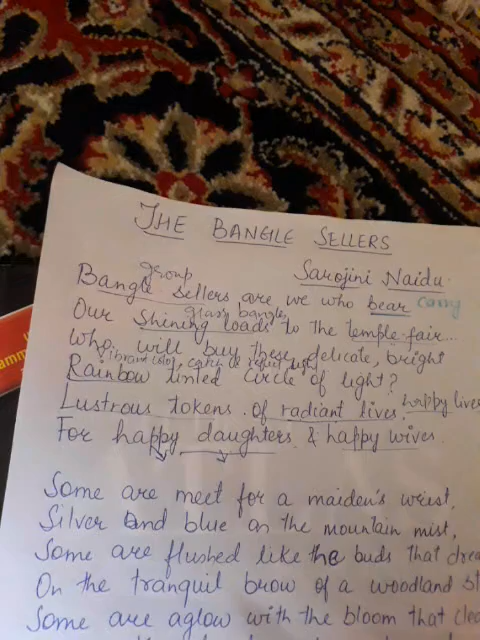 THE BANGLE SELLERS
Sarojini Naidu.
group
Bangle sellers are we who bear carry
glass bangles
Our Shining loads to the temple-fair...
Who will buy these delicate, bright
Vibrant color,
Rainbow tinted Circle of light?
Lustrous tokens of radiant lives. happy lives
For happy daughters & happy wives.
Some are meet for a maiden's wrist,
Silver and blue as the mountain mist,
Some are flushed like the buds that drea
On the tranquil brow of a woodland st
Some are aglow with the bloom that clea